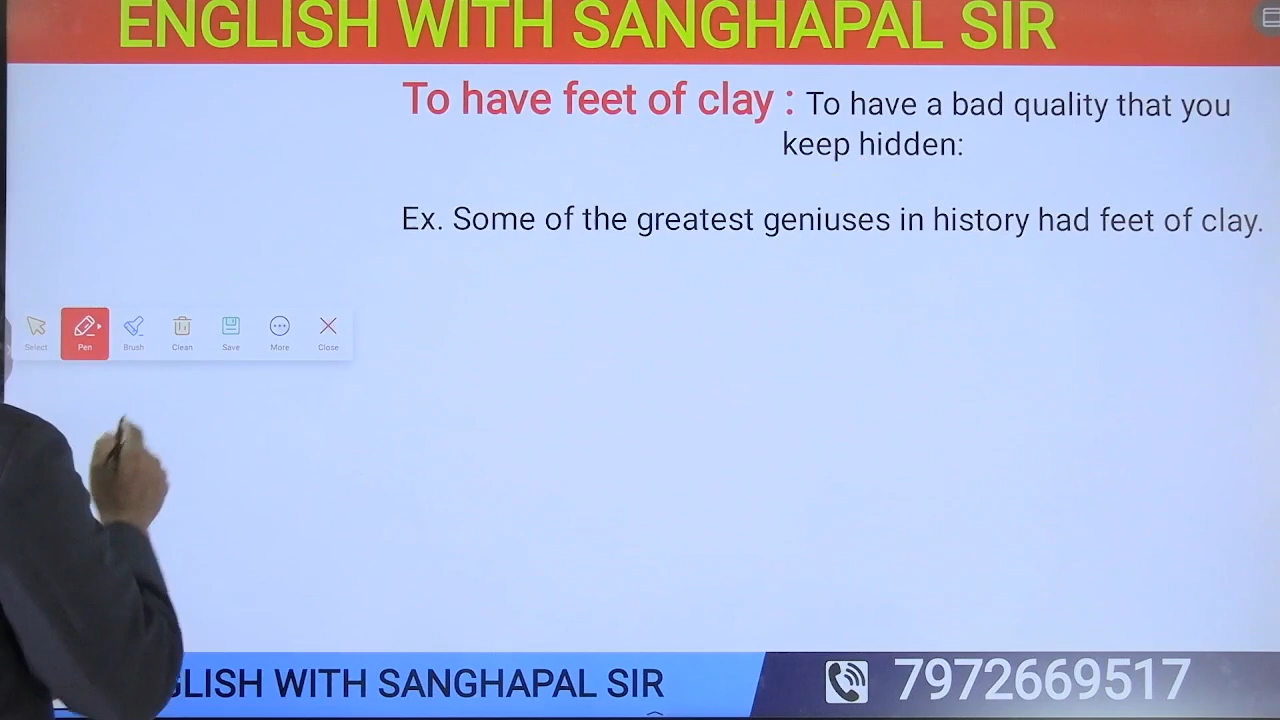 ENGLISH WITH SANGHAPAL SIR
To have feet of clay : To have a bad quality that you
keep hidden:
Ex. Some of the greatest geniuses in history had feet of clay.
Select Pen Brush Clean Save More Close
GLISH WITH SANGHAPAL SIR
7972669517